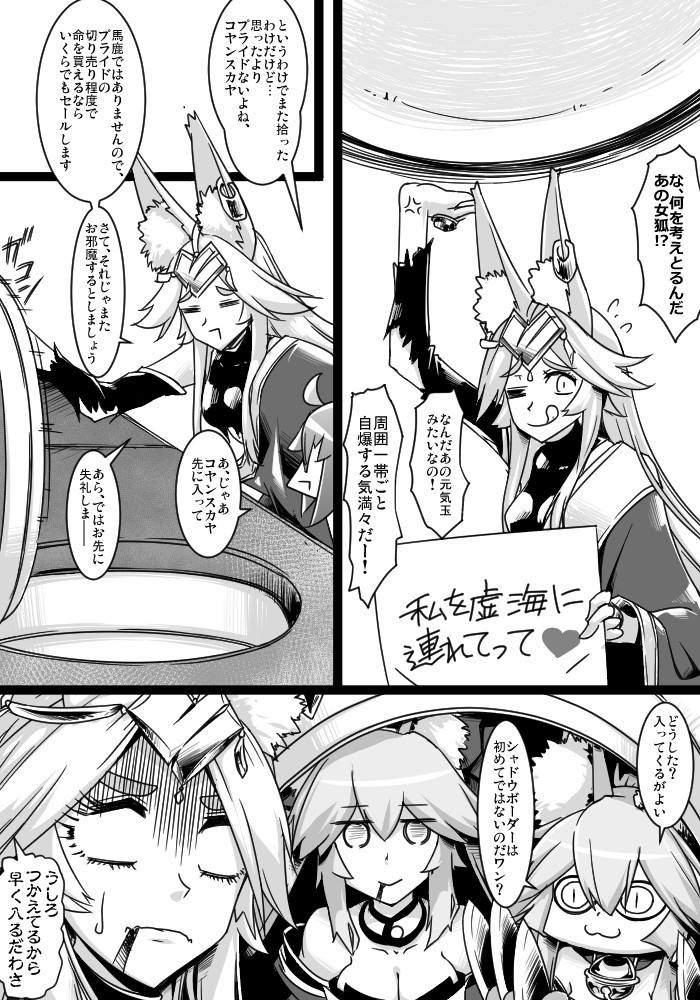 な、何を考えとるんだ
あの女狐!?
なんだあの元気玉
みたいなの!
周囲一帯ごと
自爆する気満々だー!
私を虚海に
連れてって♥
というわけでまた拾った
わけだけど…
思ったより
プライドないよね、
コヤンスカヤ
馬鹿ではありませんので、
プライドの
切り売り程度で
命を買えるなら
いくらでもセールします
さて、それじゃまた
お邪魔するとしましょう
あ、じゃあ
コヤンスカヤ
先に入って
あら、ではお先に
失礼しま――
どうした?
入ってくるがよい
シャドウボーダーは
初めてではないのだワン?
うしろ
つかえてるから
早く入るだわさ